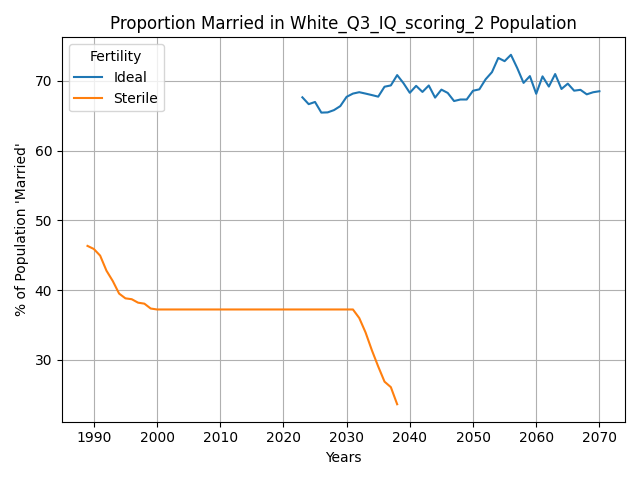 Proportion Married in White_Q3_IQ_scoring_2 Population
Fertility
Ideal
Sterile
% of Population 'Married'
70
60
50
40
30
1990 2000 2010 2020 2030 2040 2050 2060 2070
Years